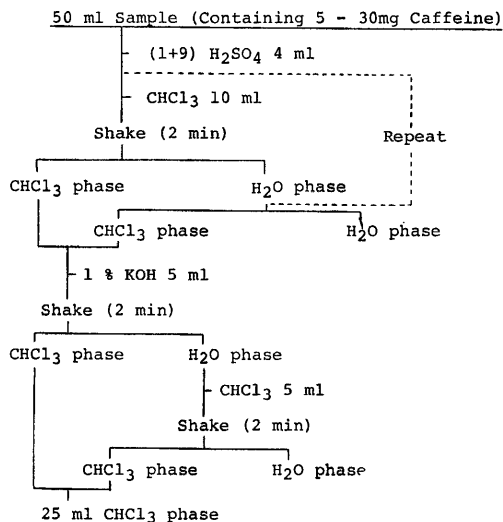 50 ml Sample (Containing 5 - 30mg Caffeine)
(1+9) H2SO4 4 ml
CHCl3 10 ml
Shake (2 min)
Repeat
CHCl3 phase
H2O phase
CHCl3 phase
H2O phase
1 % KOH 5 ml
Shake (2 min)
CHCl3 phase
H2O phase
CHCl3 5 ml
Shake (2 min)
CHCl3 phase
H2O phase
25 ml CHCl3 phase